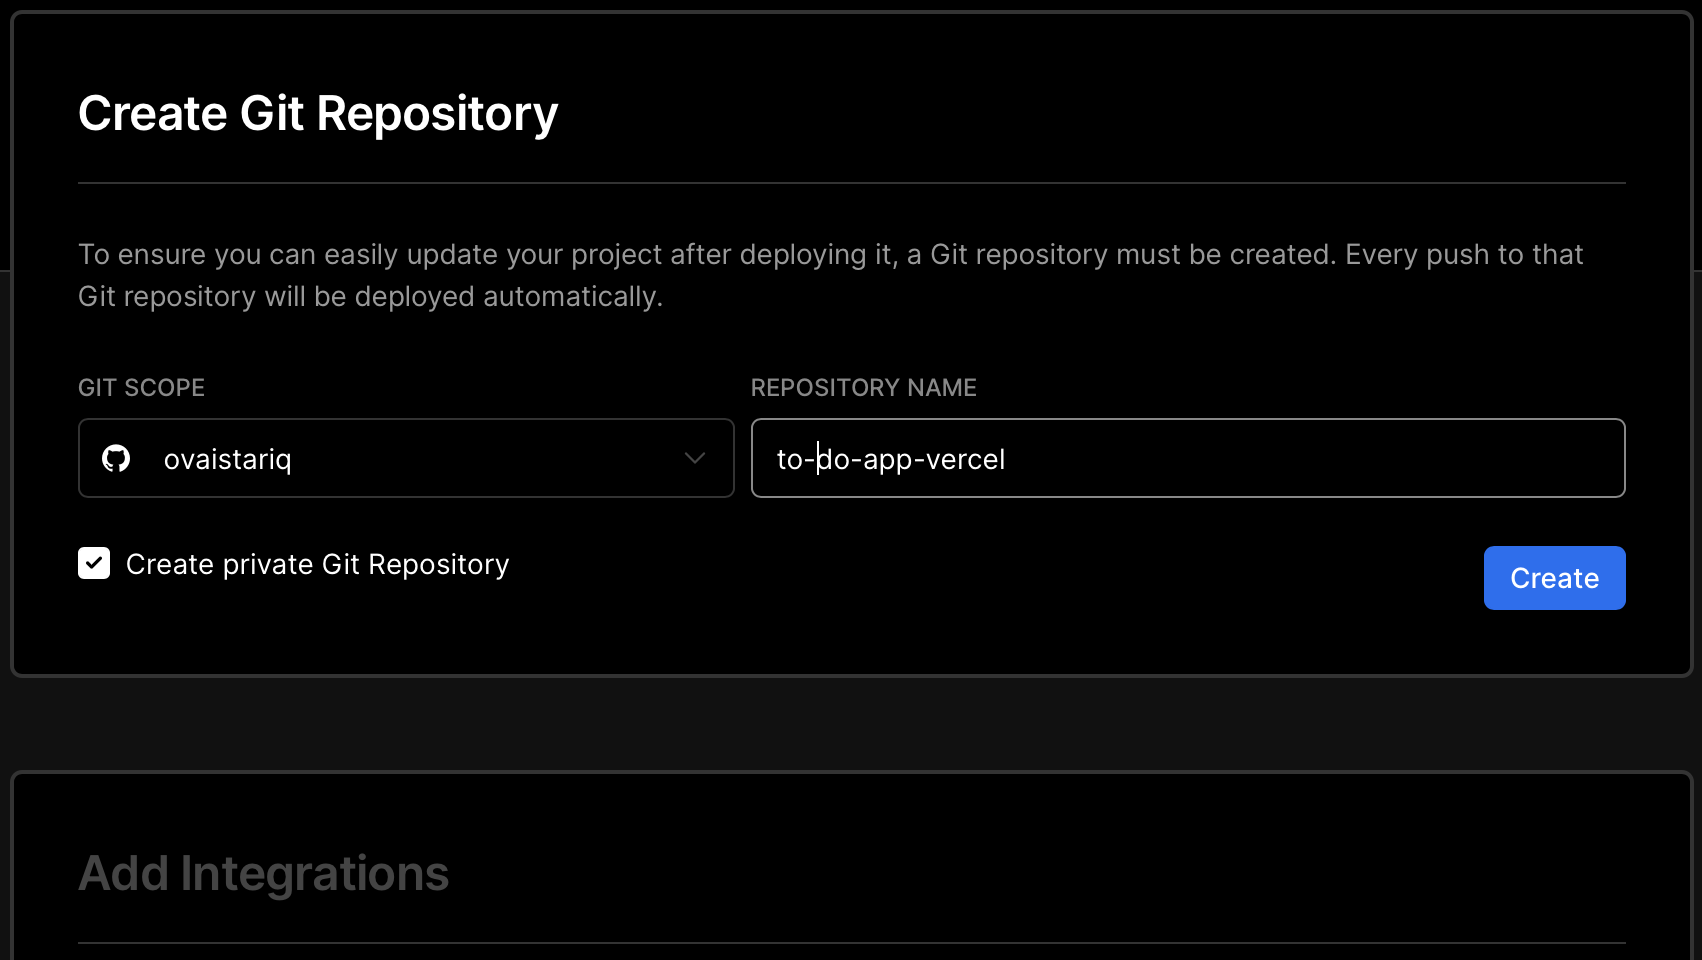 Create Git Repository
To ensure you can easily update your project after deploying it, a Git repository must be created. Every push to that
Git repository will be deployed automatically.
GIT SCOPE
REPOSITORY NAME
ovaistariq
to-do-app-vercel
Create private Git Repository
Create
Add Integrations